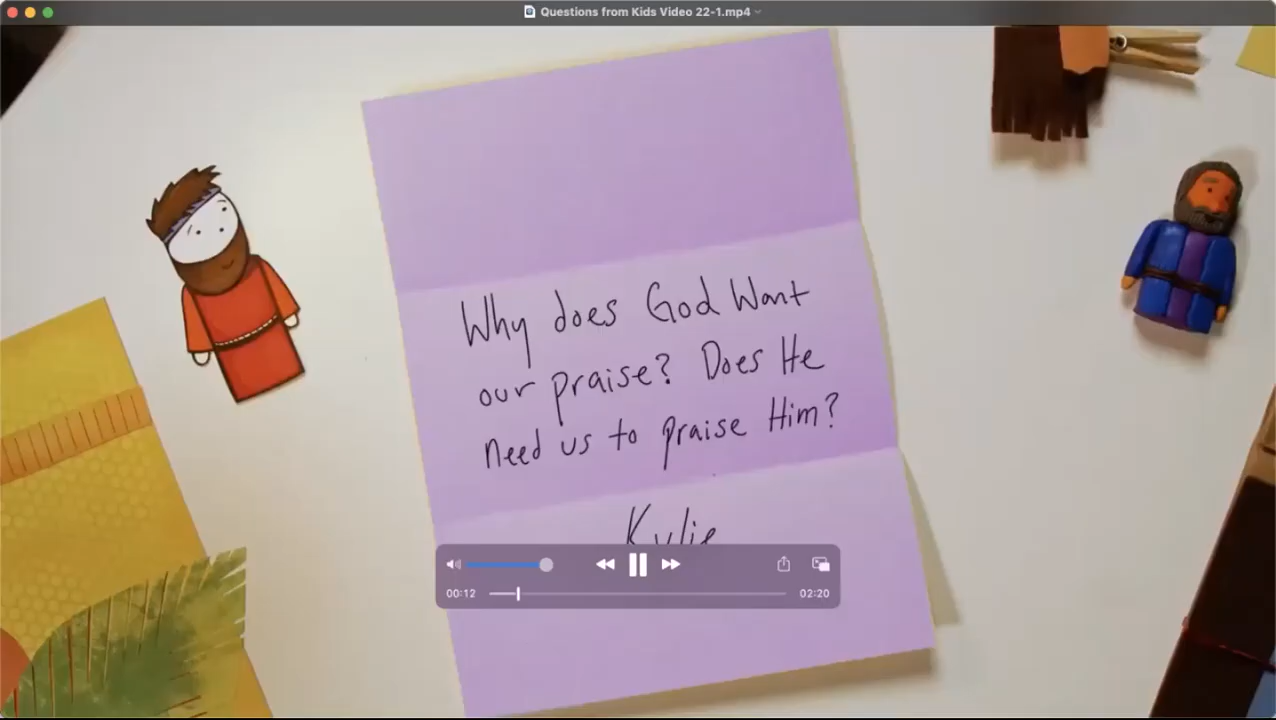 Questions from Kids Video 22-1.mp4
Why does God Want
our praise? Does He
need us to praise Him?
Kylie
00:12
02:20